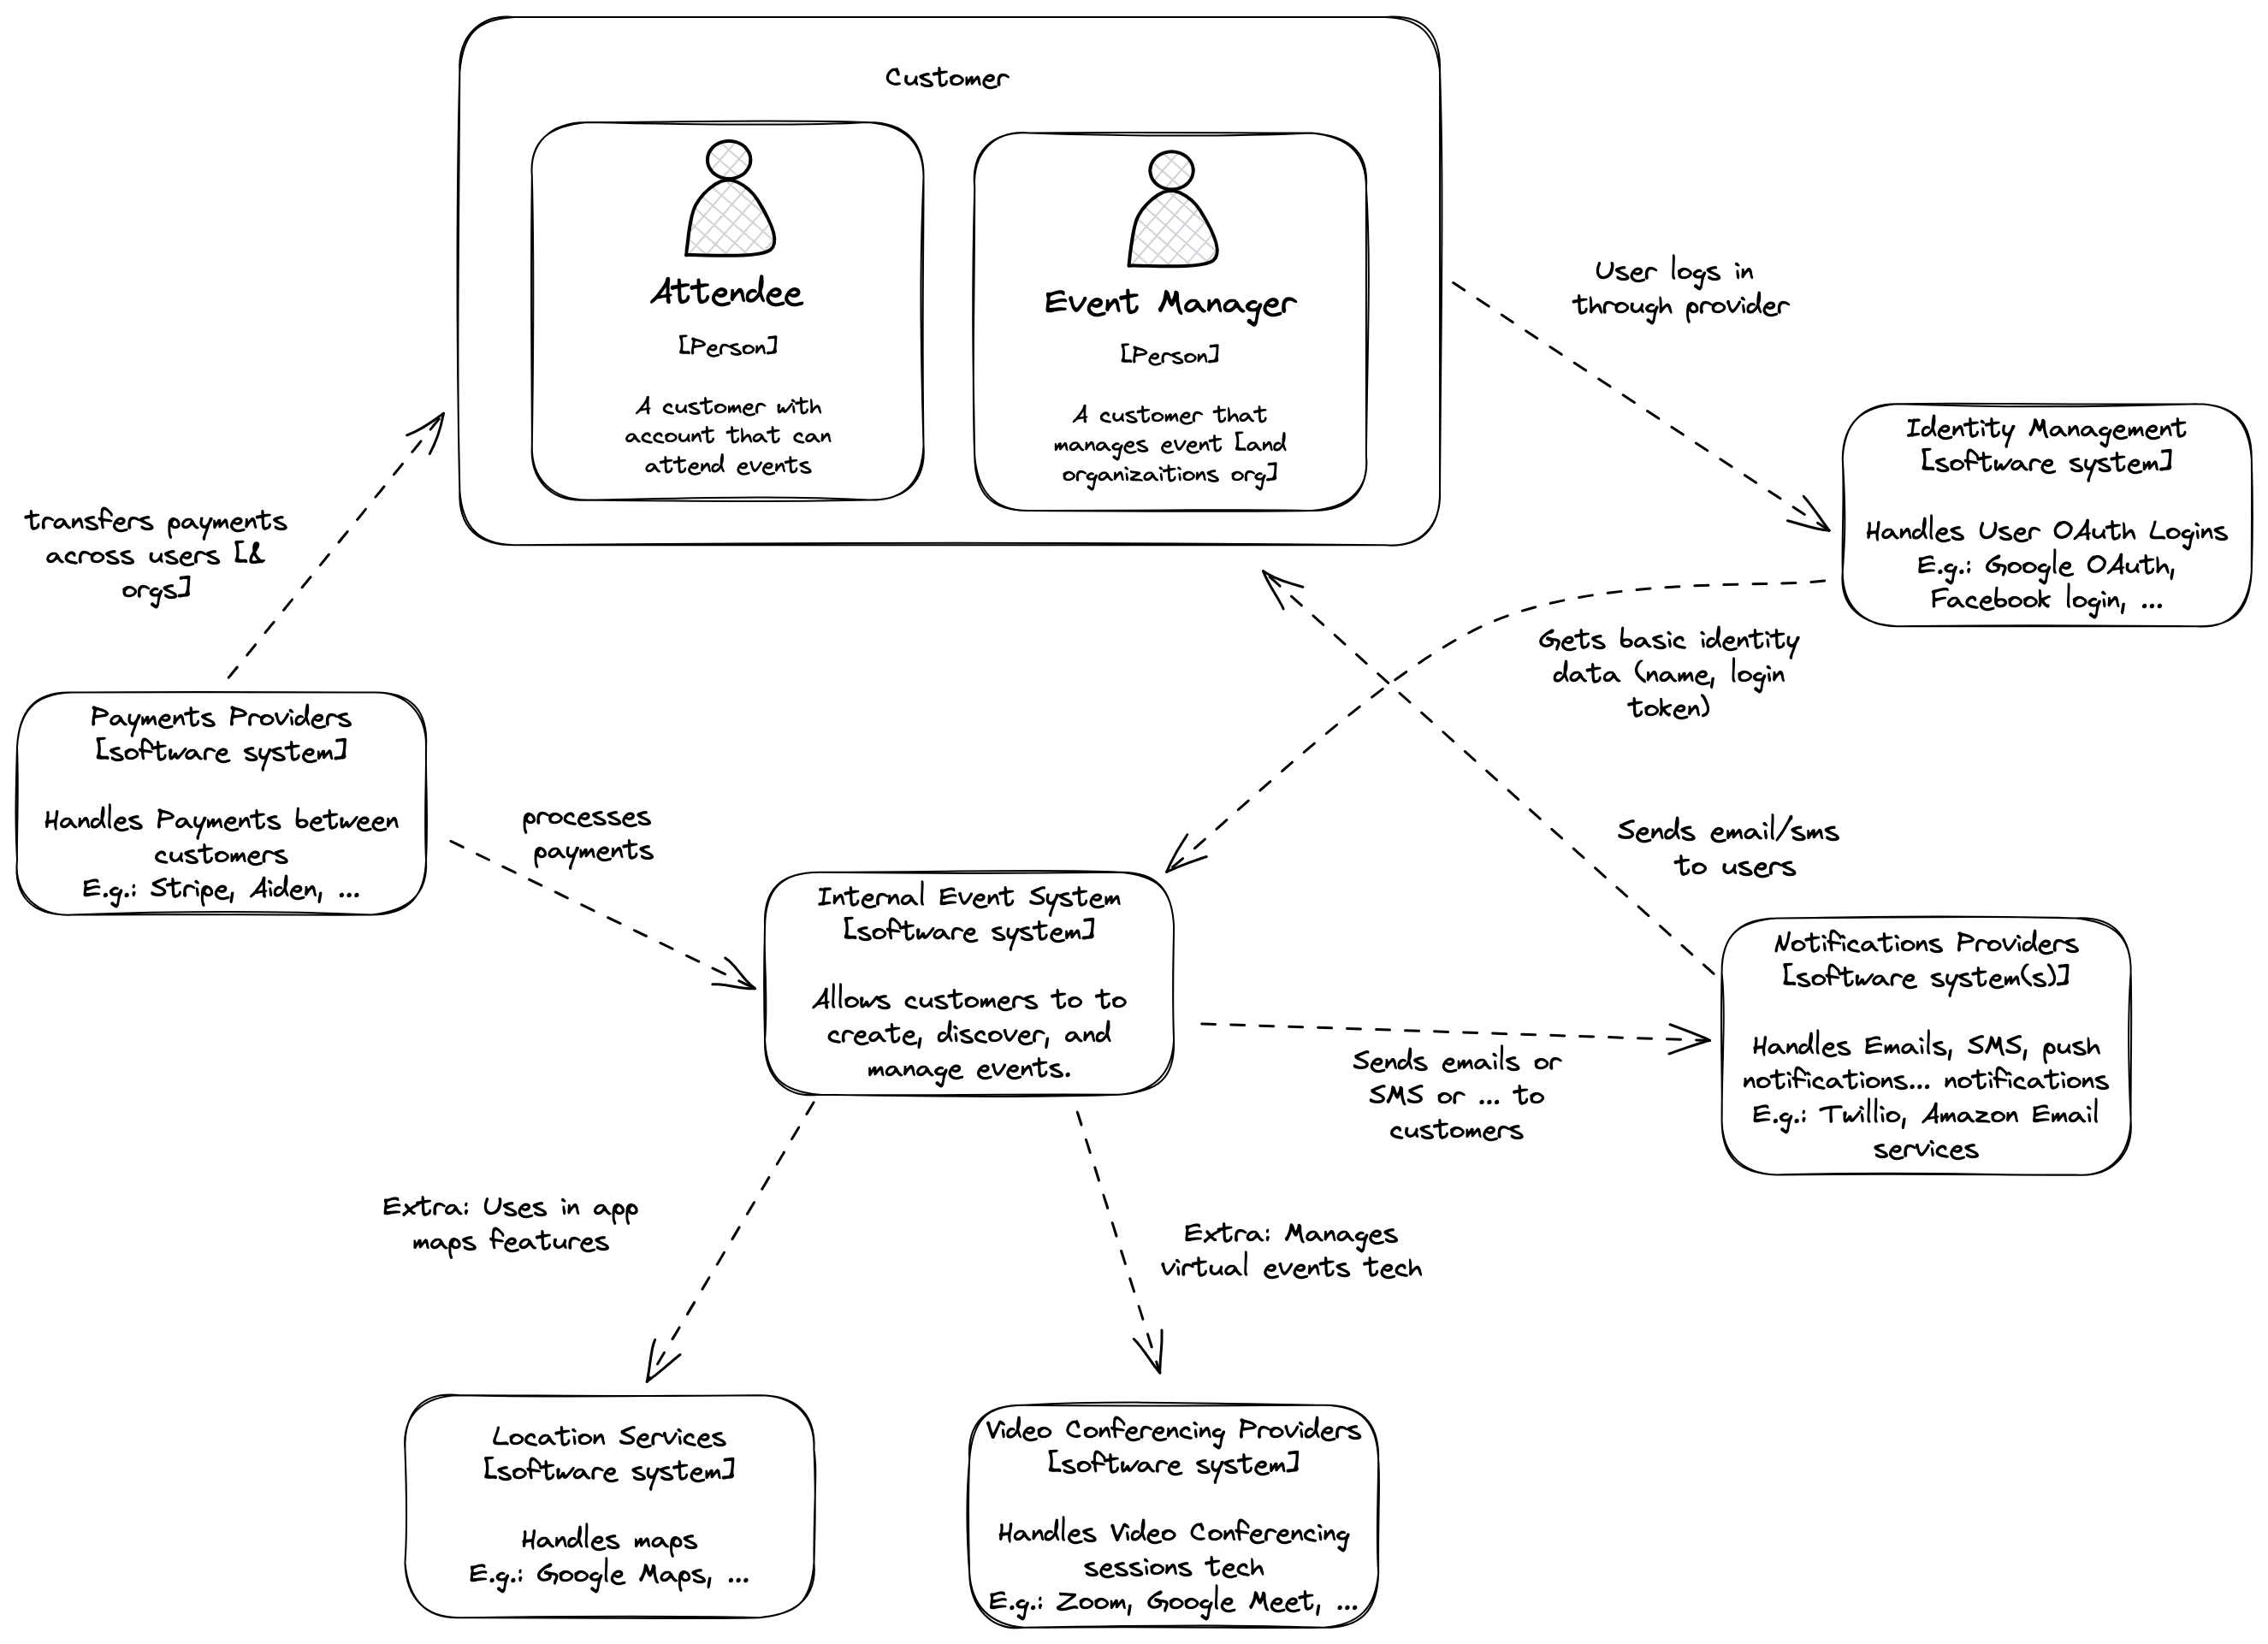 Customer
Attendee
[Person]
A customer with
account that can
attend events
Event Manager
[Person]
A customer that
manages event [and
organizaitions org]
User logs in
through provider
Identity Management
[software system]
Handles User OAuth Logins
E.g.: Google OAuth,
Facebook login, ...
transfers payments
across users [&
orgs]
Gets basic identity
data (name, login
token)
Payments Providers
[software system]
Handles Payments between
customers
E.g.: Stripe, Aiden, ...
processes
payments
Sends email/sms
to users
Internal Event System
[software system]
Allows customers to to
create, discover, and
manage events.
Notifications Providers
[software system(s)]
Handles Emails, SMS, push
notifications... notifications
E.g.: Twillio, Amazon Email
services
Sends emails or
SMS or ... to
customers
Extra: Uses in app
maps features
Extra: Manages
virtual events tech
Location Services
[software system]
Handles maps
E.g.: Google Maps, ...
Video Conferencing Providers
[software system]
Handles Video Conferencing
sessions tech
E.g.: Zoom, Google Meet, ...